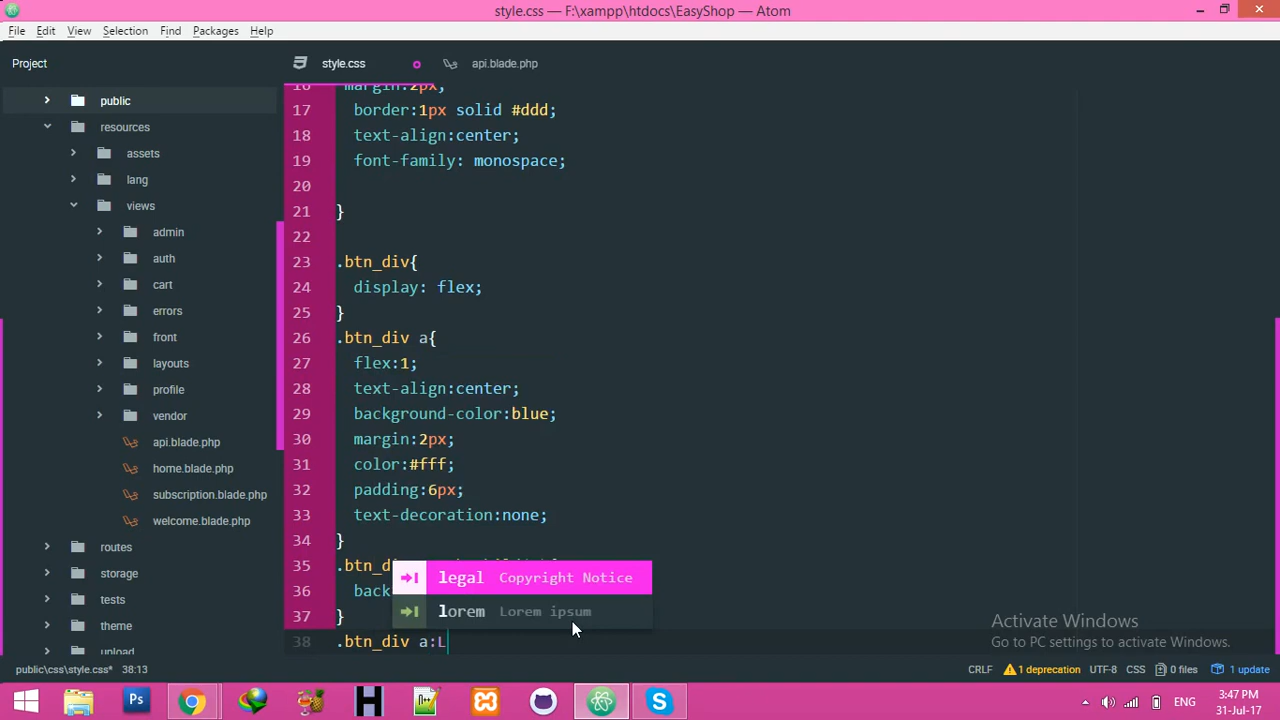 style.css — F:\xampp\htdocs\EasyShop — Atom
File Edit View Selection Find Packages Help
Project
style.css
api.blade.php
public
resources
assets
lang
views
admin
auth
cart
errors
front
layouts
profile
vendor
api.blade.php
home.blade.php
subscription.blade.php
welcome.blade.php
routes
storage
tests
theme
upload
16 margin:2px;
17 border:1px solid #ddd;
18 text-align:center;
19 font-family: monospace;
20
21 }
22
23 .btn_div{
24 display: flex;
25 }
26 .btn_div a{
27 flex:1;
28 text-align:center;
29 background-color:blue;
30 margin:2px;
31 color:#fff;
32 padding:6px;
33 text-decoration:none;
34 }
35 .btn_d
36 bac
37 }
38 .btn_div a:L
legal Copyright Notice
lorem Lorem ipsum
Activate Windows
Go to PC settings to activate Windows.
public\css\style.css* 38:13
CRLF 1 deprecation UTF-8 CSS 0 files 1 update
Ps
H
A++
S
ENG
3:47 PM
31-Jul-17